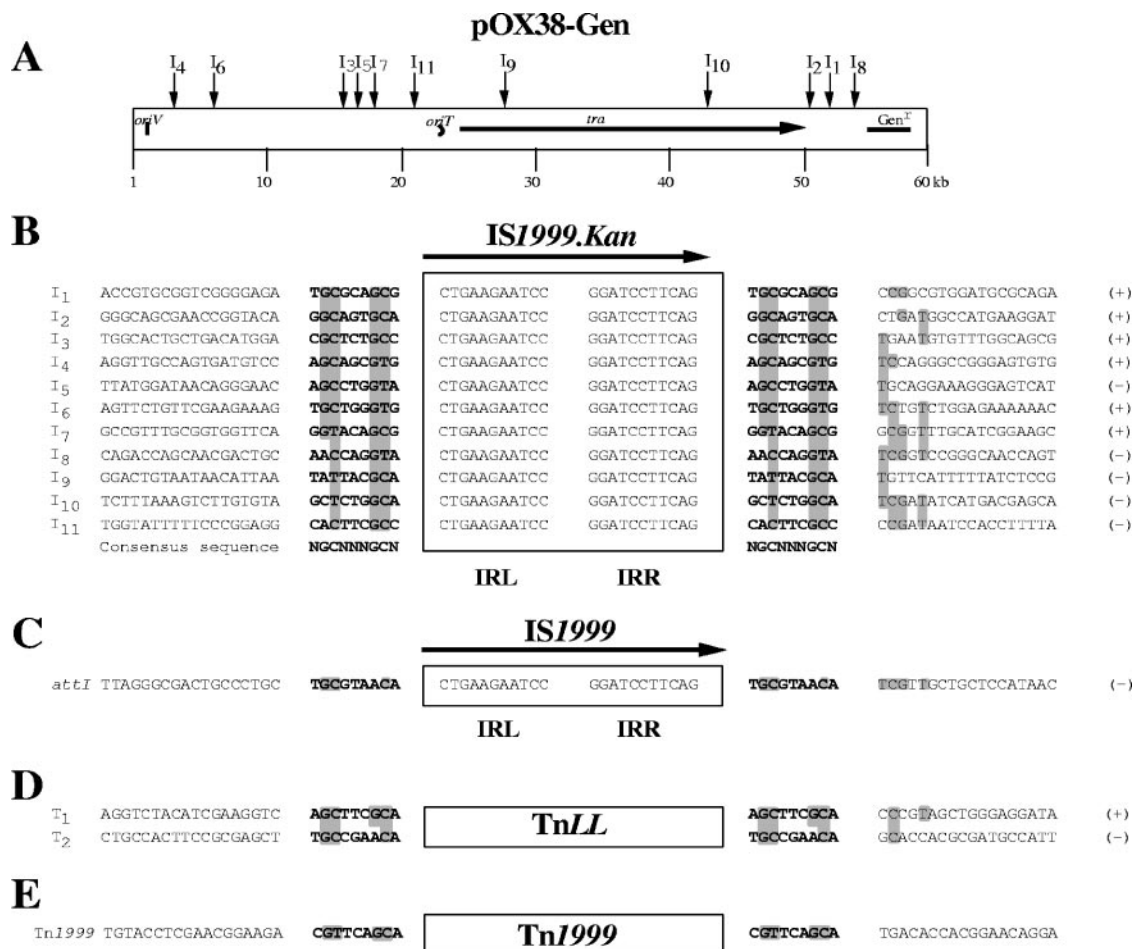 pOX38-Gen
A
I4 I6 I3 I5 I7 I11 I9 I10 I2 I1 I8
oriV oriT tra Genr
1 10 20 30 40 50 60 kb
B
IS1999.Kan
I1 ACCGTGCGGTCGGGGAGA TGCGCAGCG CTGAAGAATCC GGATCCTTCAG TGCGCAGCG CCGGCGTGGATGCGCAGA (+)
I2 GGGCAGCGAACCGGTACA GGCAGTGCA CTGAAGAATCC GGATCCTTCAG GGCAGTGCA CTGATGGCCATGAAGGAT (+)
I3 TGGCACTGCTGACATGGA CGCTCTGCC CTGAAGAATCC GGATCCTTCAG CGCTCTGCC TGAATGTGTTTGGCAGCG (+)
I4 AGGTTGCCAGTGATGTCC AGCAGCGTG CTGAAGAATCC GGATCCTTCAG AGCAGCGTG TCCAGGGCCGGGAGTGTG (+)
I5 TTATGGATAACAGGGAAC AGCCTGGTA CTGAAGAATCC GGATCCTTCAG AGCCTGGTA TGCAGGAAAGGGAGTCAT (-)
I6 AGTTCTGTTCGAAGAAAG TGCTGGGTG CTGAAGAATCC GGATCCTTCAG TGCTGGGTG TCTGTCTGGAGAAAAAAC (+)
I7 GCCGTTTGCGGTGGTTCA GGTACAGCG CTGAAGAATCC GGATCCTTCAG GGTACAGCG GCGGTTTGCATCGGAAGC (+)
I8 CAGACCAGCAACGACTGC AACCAGGTA CTGAAGAATCC GGATCCTTCAG AACCAGGTA TCGGTCCGGGCAACCAGT (-)
I9 GGACTGTAATAACATTAA TATTACGCA CTGAAGAATCC GGATCCTTCAG TATTACGCA TGTTCATTTTTATCTCCG (-)
I10 TCTTTAAAGTCTTGTGTA GCTCTGGCA CTGAAGAATCC GGATCCTTCAG GCTCTGGCA TCGATATCATGACGAGCA (-)
I11 TGGTATTTTTCCCGGAGG CACTTCGCC CTGAAGAATCC GGATCCTTCAG CACTTCGCC CCGATAATCCACCTTTTA (-)
Consensus sequence NGCNNNGCN NGCNNNGCN
IRL IRR
C
IS1999
attI TTAGGGCGACTGCCCTGC TGCGTAACA CTGAAGAATCC GGATCCTTCAG TGCGTAACA TCGTTGCTGCTCCATAAC (-)
IRL IRR
D
T1 AGGTCTACATCGAAGGTC AGCTTCGCA TnLL AGCTTCGCA CCCGTAGCTGGGAGGATA (+)
T2 CTGCCACTTCCGCGAGCT TGCCGAACA TGCCGAACA GCACCACGCGATGCCATT (-)
E
Tn1999 TGTACCTCGAACGGAAGA CGTTCAGCA Tn1999 CGTTCAGCA TGACACCACGGAACAGGA